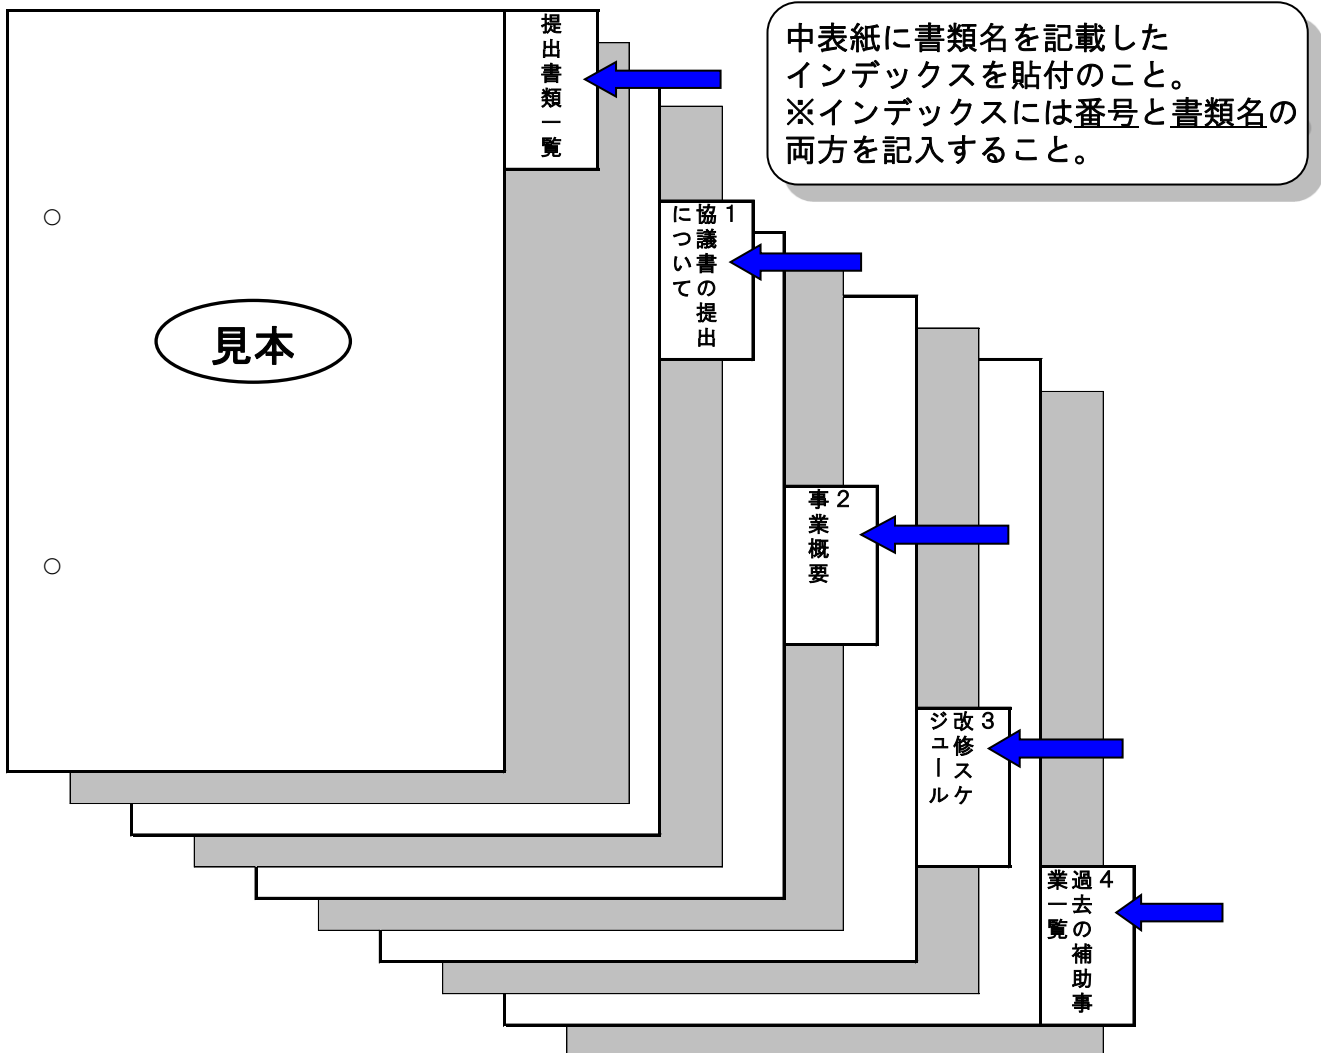 提出書類一覧
中表紙に書類名を記載した
インデックスを貼付のこと。
※インデックスには番号と書類名の
両方を記入すること。
1
協議書の提出
について
見本
2
事業概要
3
改修スケ
ジュール
4
過去の補助事
業一覧